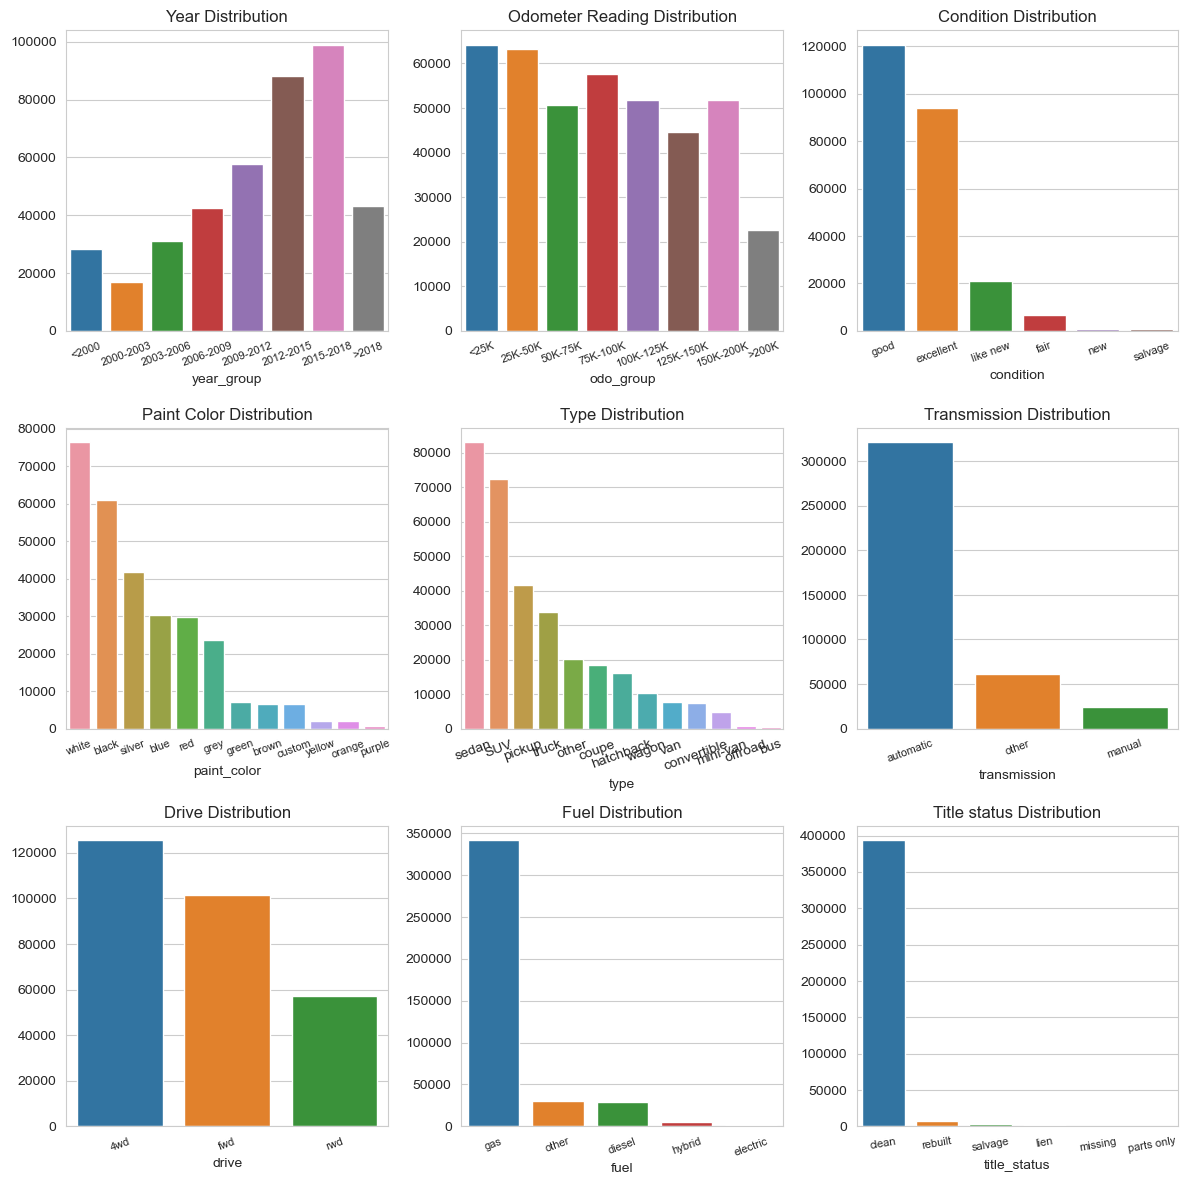 Year Distribution
100000
80000
60000
40000
20000
0
<2000 2000-2003 2003-2006 2006-2009 2009-2012 2012-2015 2015-2018 >2018
year_group
Odometer Reading Distribution
60000
50000
40000
30000
20000
10000
0
<25K 25K-50K 50K-75K 75K-100K 100K-125K 125K-150K 150K-200K >200K
odo_group
Condition Distribution
120000
100000
80000
60000
40000
20000
0
good excellent like new fair new salvage
condition
Paint Color Distribution
80000
70000
60000
50000
40000
30000
20000
10000
0
white black silver blue red grey green brown custom yellow orange purple
paint_color
Type Distribution
80000
70000
60000
50000
40000
30000
20000
10000
0
sedan SUV pickup truck other coupe hatchback wagon van convertible mini-van offroad bus
type
Transmission Distribution
300000
250000
200000
150000
100000
50000
0
automatic other manual
transmission
Drive Distribution
120000
100000
80000
60000
40000
20000
0
4wd fwd rwd
drive
Fuel Distribution
350000
300000
250000
200000
150000
100000
50000
0
gas other diesel hybrid electric
fuel
Title status Distribution
400000
350000
300000
250000
200000
150000
100000
50000
0
clean rebuilt salvage lien missing parts only
title_status